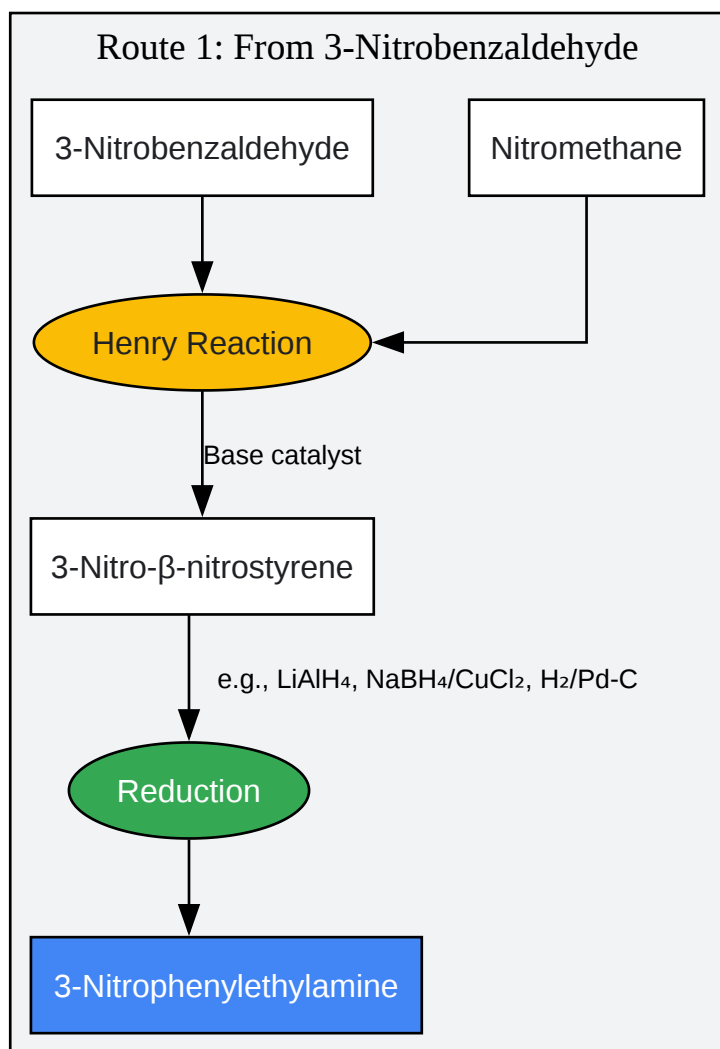 Route 1: From 3-Nitrobenzaldehyde
3-Nitrobenzaldehyde
Nitromethane
Henry Reaction
Base catalyst
3-Nitro-β-nitrostyrene
e.g., LiAlH₄, NaBH₄/CuCl₂, H₂/Pd-C
Reduction
3-Nitrophenylethylamine